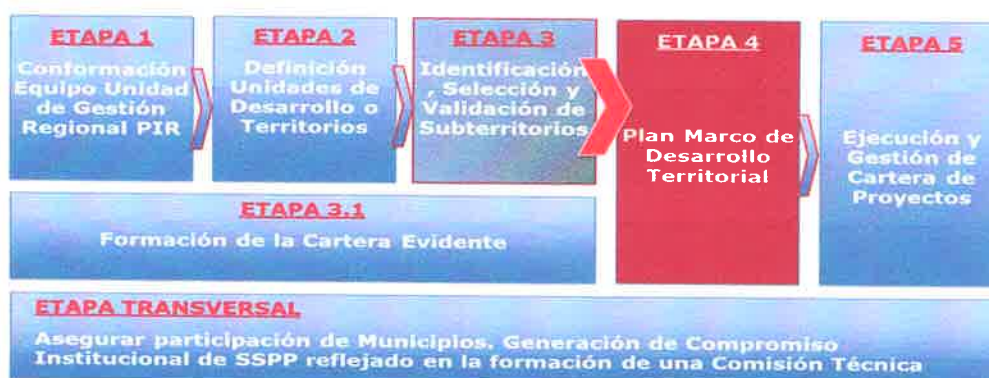 ETAPA 1
Conformación
Equipo Unidad
de Gestión
Regional PIR
ETAPA 2
Definición
Unidades de
Desarrollo o
Territorios
ETAPA 3
Identificación
, Selección y
Validación de
Subterritorios
ETAPA 4
Plan Marco de
Desarrollo
Territorial
ETAPA 5
Ejecución y
Gestión de
Cartera de
Proyectos
ETAPA 3.1
Formación de la Cartera Evidente
ETAPA TRANSVERSAL
Asegurar participación de Municipios. Generación de Compromiso
Institucional de SSPP reflejado en la formación de una Comisión Técnica